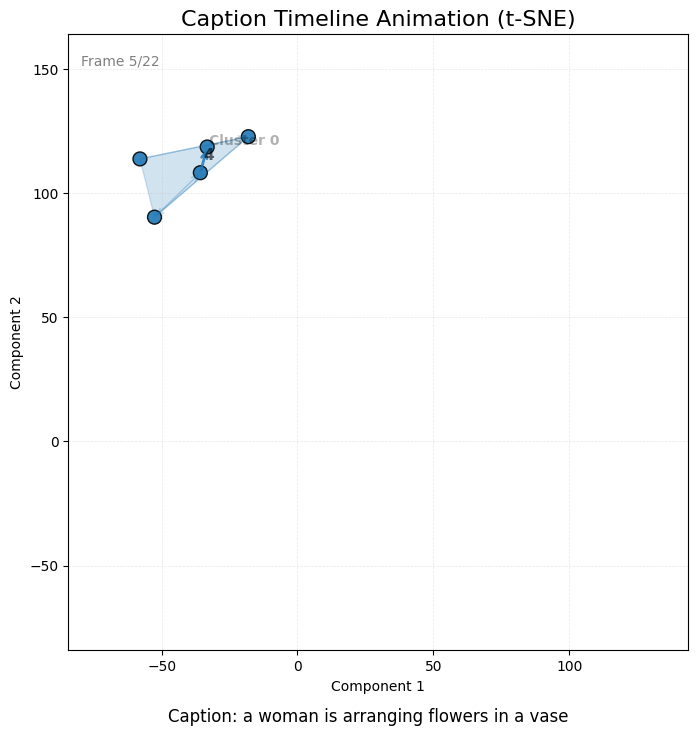 Caption Timeline Animation (t-SNE)
Frame 5/22
Cluster 0
4
150
100
50
0
−50
Component 2
−50
0
50
100
Component 1
Caption: a woman is arranging flowers in a vase